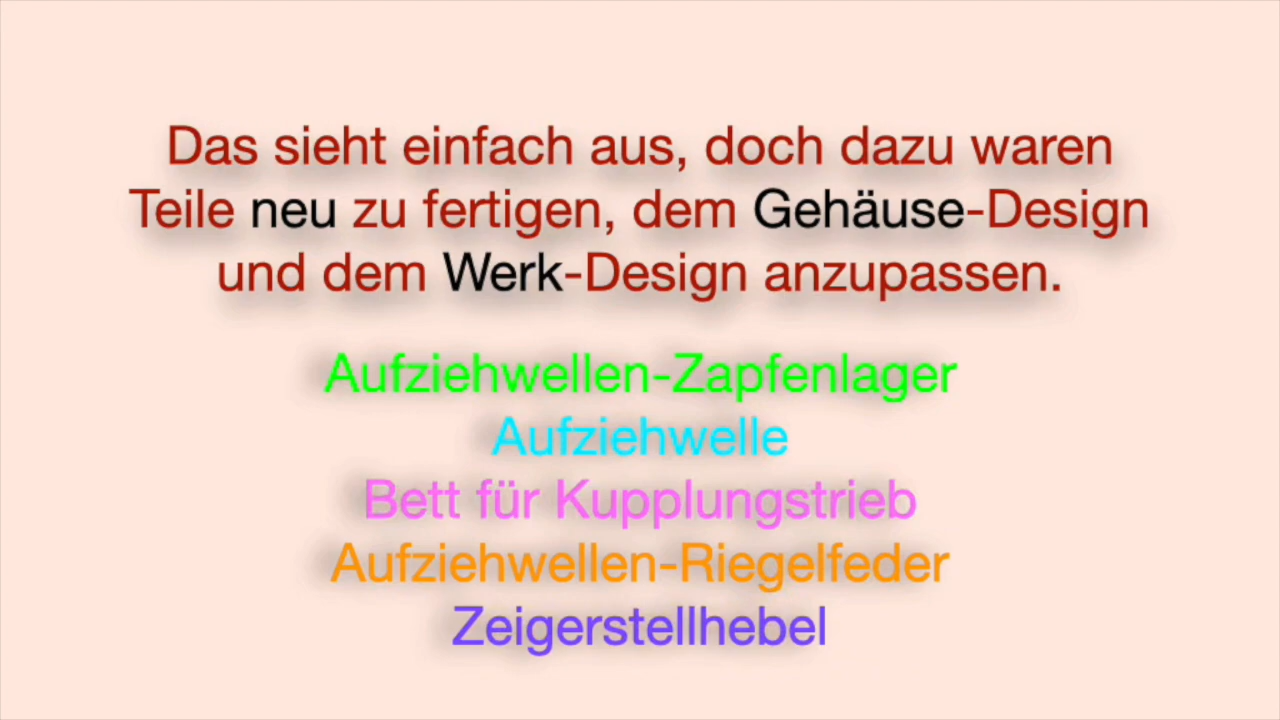 Das sieht einfach aus, doch dazu waren
Teile neu zu fertigen, dem Gehäuse-Design
und dem Werk-Design anzupassen.
Aufziehwellen-Zapfenlager
Aufziehwelle
Bett für Kupplungstrieb
Aufziehwellen-Riegelfeder
Zeigerstellhebel